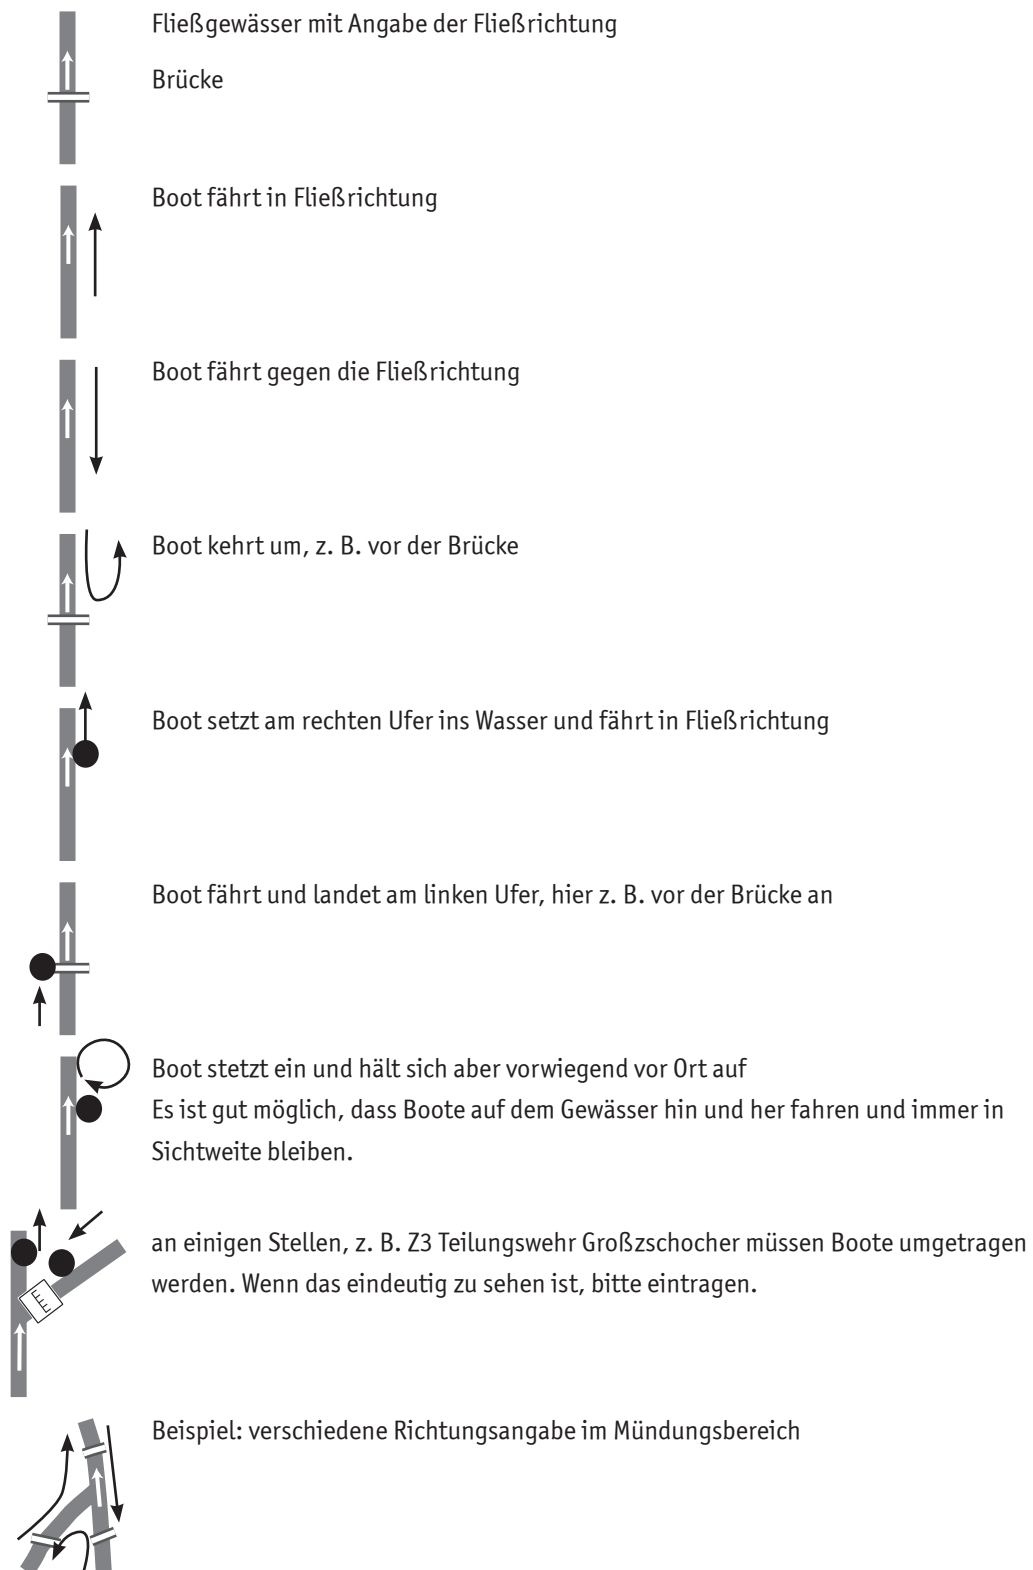 Fließgewässer mit Angabe der Fließrichtung
Brücke
Boot fährt in Fließrichtung
Boot fährt gegen die Fließrichtung
Boot kehrt um, z. B. vor der Brücke
Boot setzt am rechten Ufer ins Wasser und fährt in Fließrichtung
Boot fährt und landet am linken Ufer, hier z. B. vor der Brücke an
Boot stetzt ein und hält sich aber vorwiegend vor Ort auf
Es ist gut möglich, dass Boote auf dem Gewässer hin und her fahren und immer in
Sichtweite bleiben.
an einigen Stellen, z. B. Z3 Teilungswehr Großzschocher müssen Boote umgetragen
werden. Wenn das eindeutig zu sehen ist, bitte eintragen.
Beispiel: verschiedene Richtungsangabe im Mündungsbereich